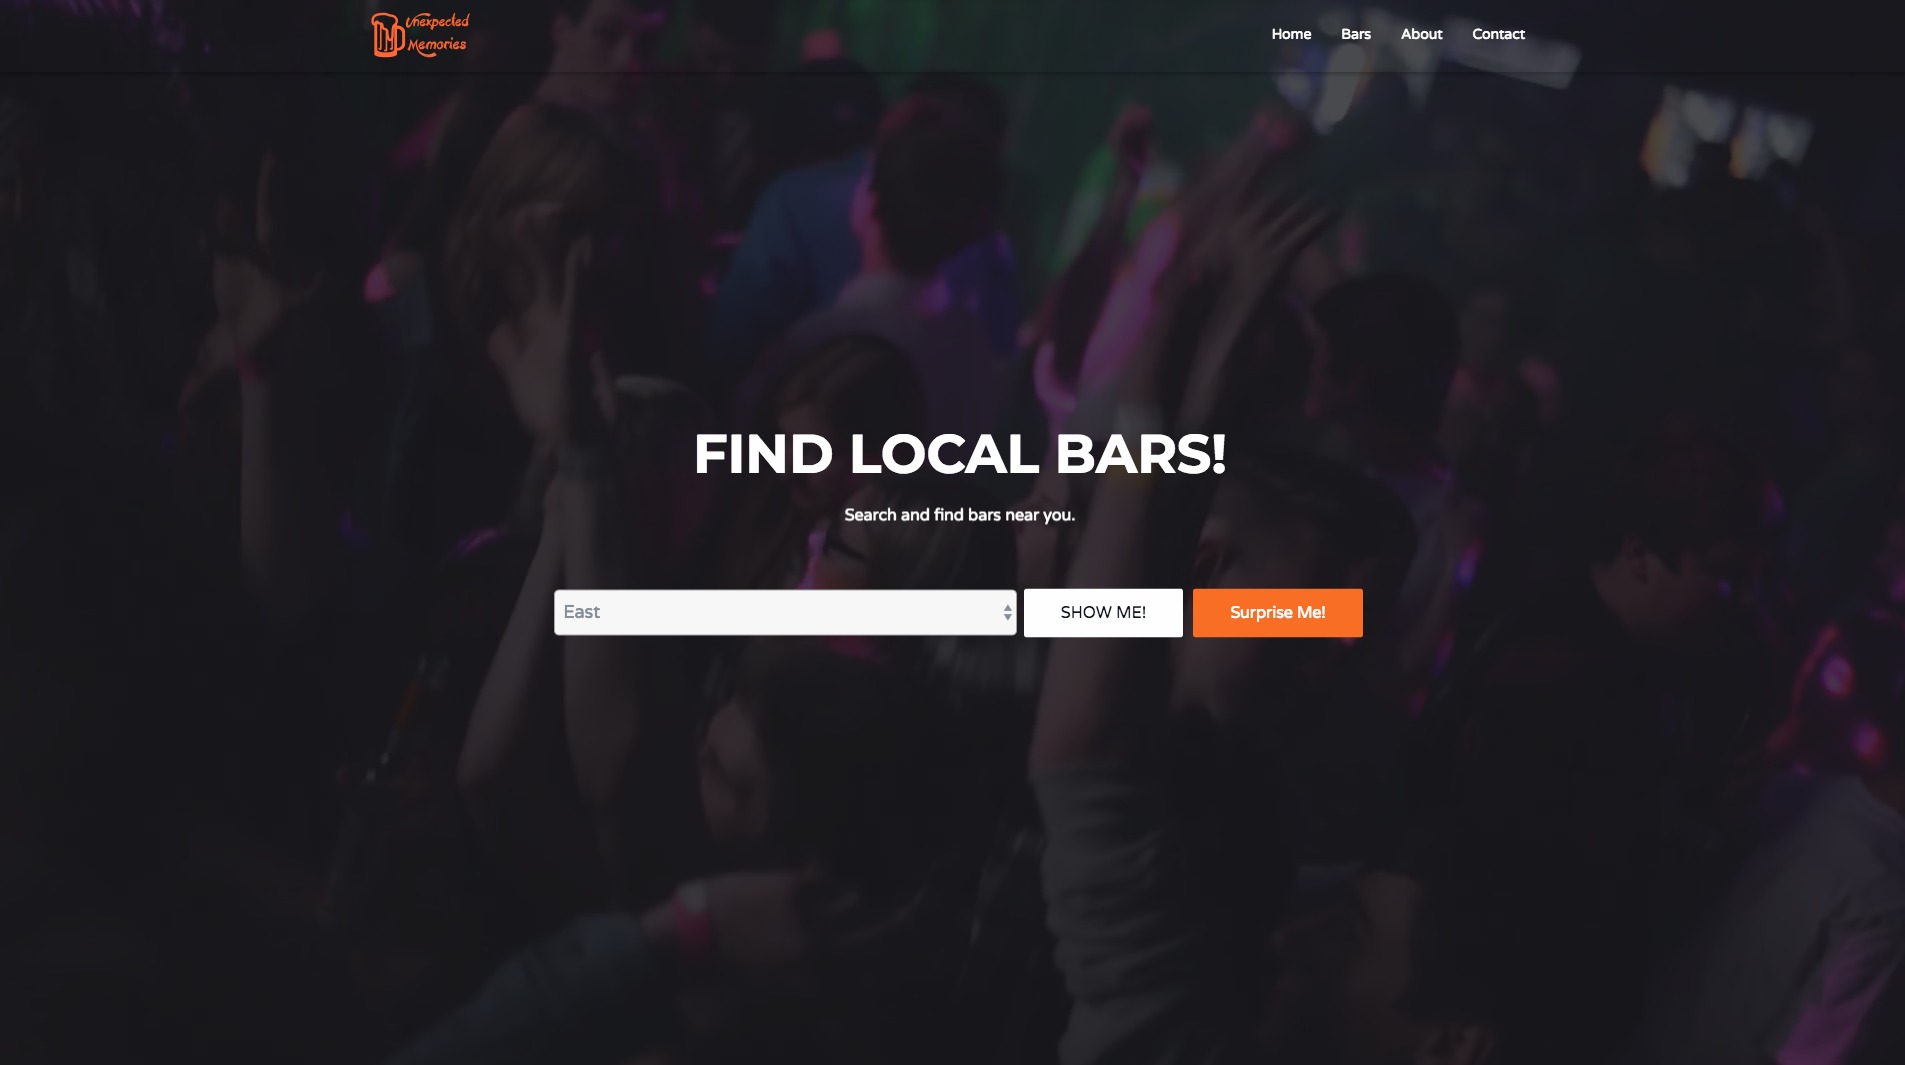 Unexpected
Memories
Home
Bars
About
Contact
FIND LOCAL BARS!
Search and find bars near you.
East
SHOW ME!
Surprise Me!